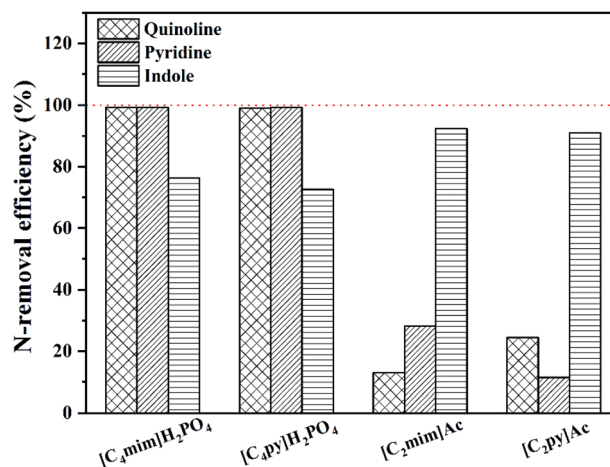 N-removal efficiency (%)
120
100
80
60
40
20
0
Quinoline
Pyridine
Indole
[C₄mim]H₂PO₄
[C₄py]H₂PO₄
[C₂mim]Ac
[C₂py]Ac